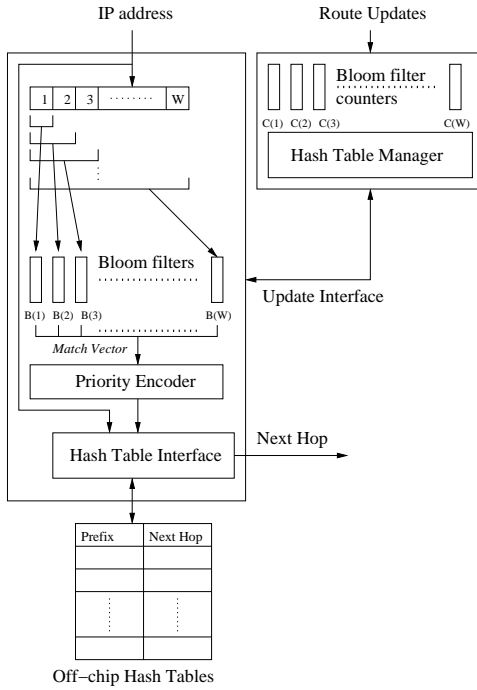 IP address
Route Updates
1 2 3 ........ W
Bloom filter
counters
C(1) C(2) C(3) C(W)
Hash Table Manager
Bloom filters
B(1) B(2) B(3) B(W)
Update Interface
Match Vector
Priority Encoder
Hash Table Interface
Next Hop
Prefix Next Hop
Off-chip Hash Tables